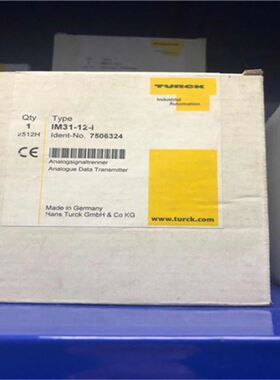 TURCK
Industrial
Automation
Qty
1
2512H
Type
IM31-12-i
Ident-No. 7506324
CE
Analogsignaltrenner
Analogue Data Transmitter
Made in Germany
Hans Turck GmbH & Co KG
www.turck.com